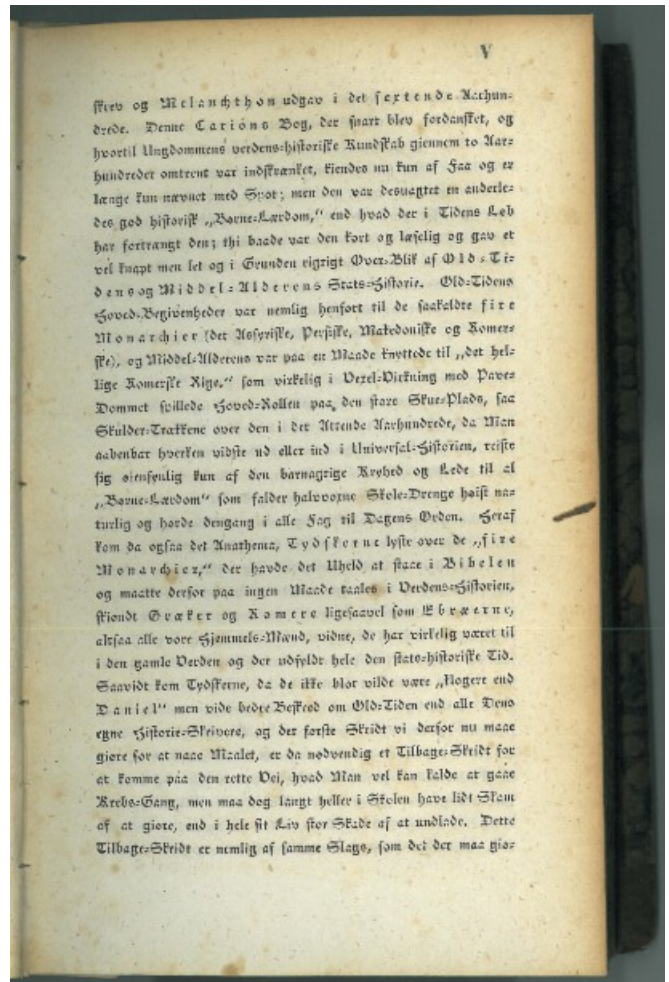 V
skrev og Melanchthon udgav i det sextende Aarhun-
drede. Denne Carions Bog, der snart blev fordansket, og
hvortil Ungdommens verdens-historiske Kundskab giennem to Aar-
hundreder omtrent var indskrænket, kiendes nu kun af Faa og er
længe kun nævnet med Spot; men den var desuagtet en anderle-
des god historisk „Børne-Lærdom,“ end hvad der i Tidens Løb
har fortrængt den; thi baade var den kort og læselig og gav et
vel knapt men let og i Grunden rigtigt Over-Blik af Old-Ti-
dens og Middel-Alderens Stats-Historie. Old-Tidens
Hoved-Begivenheder var nemlig henført til de saakaldte fire
Monarchier (det Assyriske, Persiske, Makedoniske og Romer-
ske), og Middel-Alderens var paa en Maade knyttede til „det hel-
lige Romerske Rige,“ som virkelig i Vexel-Virkning med Pave-
Dommet spillede Hoved-Rollen paa den store Skue-Plads, saa
Skulder-Trækkene over den i det Attende Aarhundrede, da Man
aabenbar hverken vidste ud eller ind i Universal-Historien, reiste
sig øiensynlig kun af den barnagtige Kryhed og Lede til al
„Børne-Lærdom“ som falder halvvoxne Skole-Drenge høist na-
turlig og hørde dengang i alle Fag til Dagens Orden. Heraf
kom da ogsaa det Anathema, Tydskerne lyste over de „fire
Monarchier,“ der havde det Uheld at staae i Bibelen
og maatte derfor paa ingen Maade taales i Verdens-Historien,
skiøndt Græker og Romere ligesaavel som Ebræerne,
altsaa alle vore Hjemmels-Mænd, vidne, de har virkelig været til
i den gamle Verden og der udfyldt hele den stats-historiske Tid.
Saavidt kom Tydskerne, da de ikke blot vilde være „klogere end
Daniel“ men vide bedre Beskeed om Old-Tiden end alle Dens
egne Historie-Skrivere, og det første Skridt vi derfor nu maae
giøre for at naae Maalet, er da nødvendig et Tilbage-Skridt for
at komme paa den rette Vei, hvad Man vel kan kalde at gaae
Krebs-Gang, men maa dog langt heller i Skolen have lidt Skam
af at giøre, end i hele sit Liv stor Skade af at undlade. Dette
Tilbage-Skridt er nemlig af samme Slags, som det der maa giø-